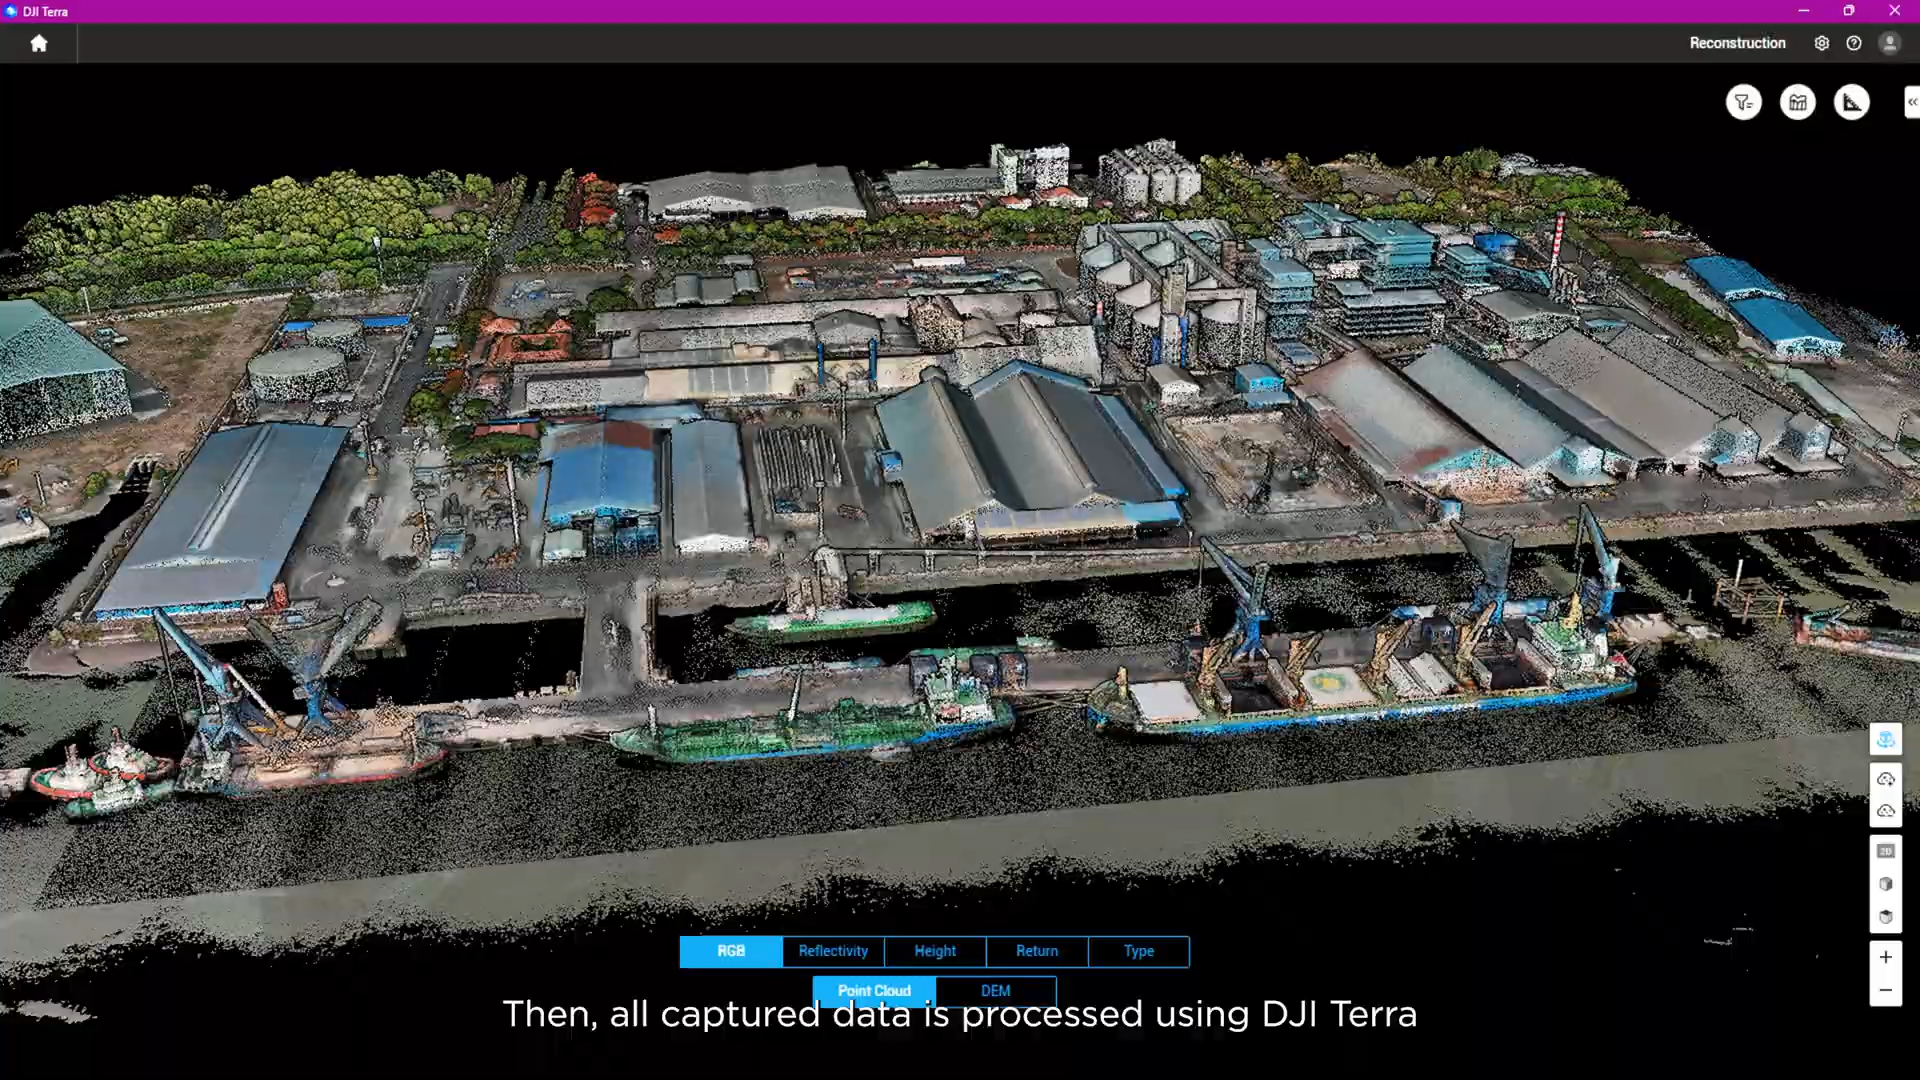 DJI Terra
Reconstruction
2D
RGB
Reflectivity
Height
Return
Type
Point Cloud
DEM
Then, all captured data is processed using DJI Terra